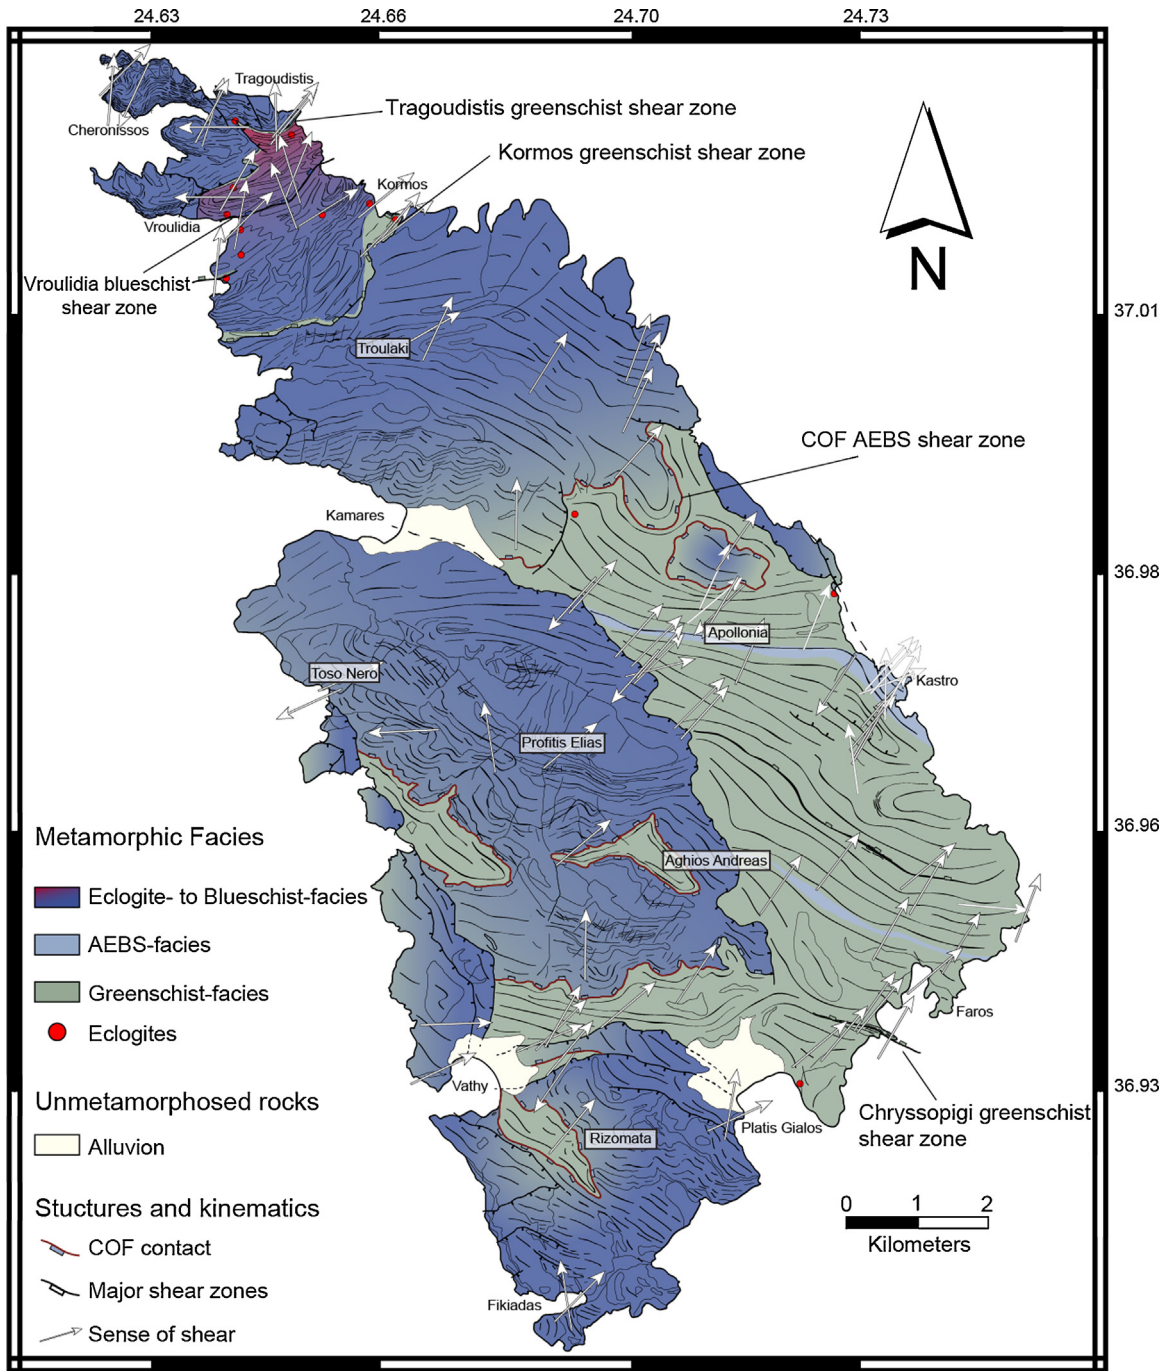 24.63
24.66
24.70
24.73
Tragoudistis
Tragoudistis greenschist shear zone
Cheronissos
Kormos greenschist shear zone
Kormos
Vroulidia
N
Vroulidia blueschist
shear zone
37.01
Troulaki
COF AEBS shear zone
Kamares
36.98
Apollonia
Toso Nero
Kastro
Profitis Elias
36.96
Metamorphic Facies
Aghios Andreas
Eclogite- to Blueschist-facies
AEBS-facies
Greenschist-facies
Faros
Eclogites
Vathy
36.93
Unmetamorphosed rocks
Chryssopigi greenschist
shear zone
Platis Gialos
Rizomata
Alluvion
Stuctures and kinematics
0 1 2
Kilometers
COF contact
Major shear zones
Fikiadas
Sense of shear